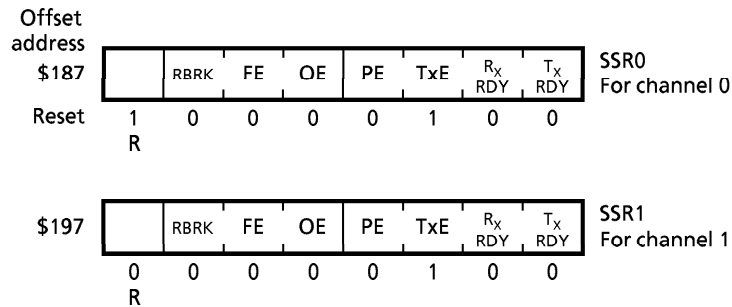 Offset
address
$187 RBRK FE OE PE TxE RX RDY TX RDY SSR0
For channel 0
Reset 1 0 0 0 0 1 0 0
R
$197 RBRK FE OE PE TxE RX RDY TX RDY SSR1
For channel 1
0 0 0 0 0 1 0 0
R